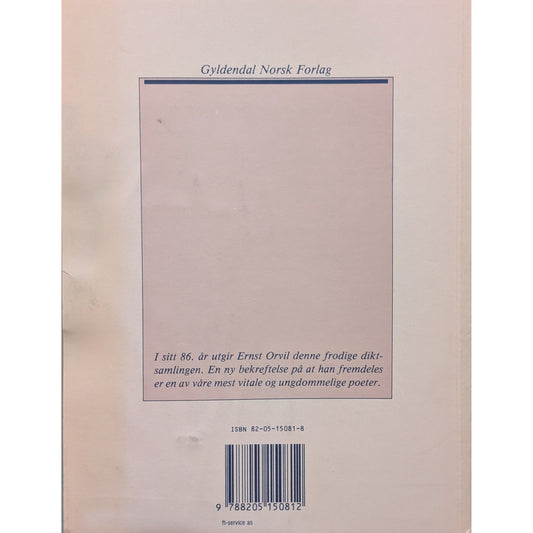 Gyldendal Norsk Forlag
I sitt 86. år utgir Ernst Orvil denne frodige dikt-
samlingen. En ny bekreftelse på at han fremdeles
er en av våre mest vitale og ungdommelige poeter.
ISBN 82-05-15081-8
9 788205 150812
ft-service as